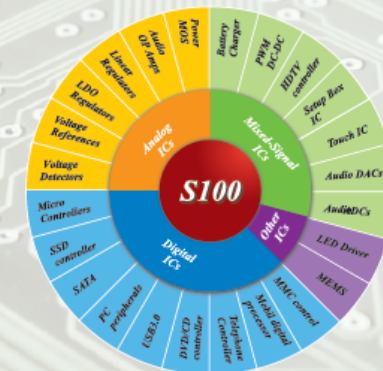 S100
Analog
ICs
Mixed-Signal
ICs
Other
ICs
Digital
ICs
Battery
Charger
PWM
DC-DC
HDTV
controller
Setup Box
IC
Touch IC
Audio DACs
LED Driver
MEMS
MMC control
Mobil digital
processor
Telephone
Controller
DVD/CD
controller
USB3.0
PC
peripherals
SATA
SSD
controller
Micro
Controllers
Voltage
Detectors
Voltage
References
LDO
Regulators
Linear
Regulators
Audio
OP Amps
Power
MOS